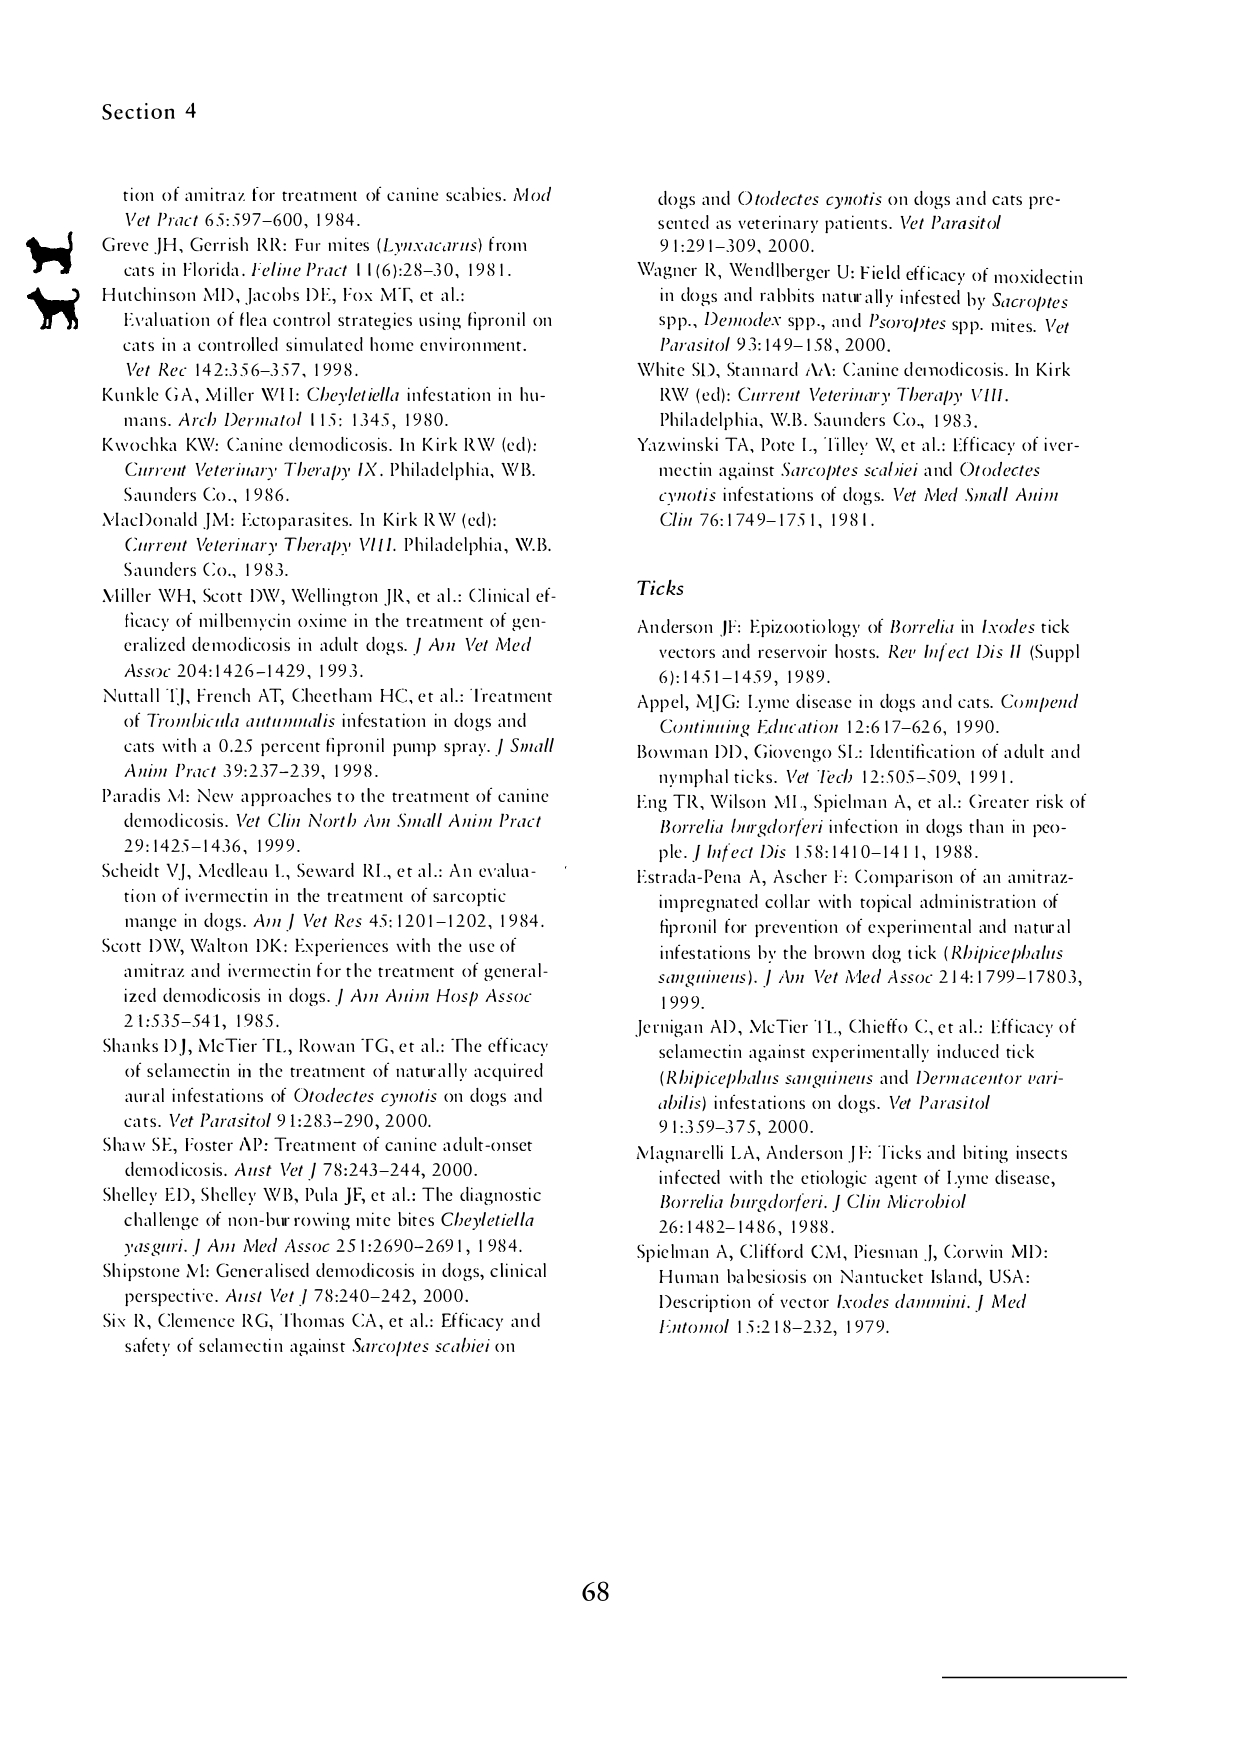 Section 4
tion of amitraz for treatment of canine scabies. Mod
Vet Pract 65:597–600, 1984.
Greve JH, Gerrish RR: Fur mites (Lynxacarus) from
cats in Florida. Feline Pract 11(6):28–30, 1981.
Hutchinson MD, Jacobs DE, Fox MT, et al.:
Evaluation of flea control strategies using fipronil on
cats in a controlled simulated home environment.
Vet Rec 142:356–357, 1998.
Kunkle GA, Miller WH: Cheyletiella infestation in hu-
mans. Arch Dermatol 115: 1345, 1980.
Kwochka KW: Canine demodicosis. In Kirk RW (ed):
Current Veterinary Therapy IX. Philadelphia, WB.
Saunders Co., 1986.
MacDonald JM: Ectoparasites. In Kirk RW (ed):
Current Veterinary Therapy VIII. Philadelphia, W.B.
Saunders Co., 1983.
Miller WH, Scott DW, Wellington JR, et al.: Clinical ef-
ficacy of milbemycin oxime in the treatment of gen-
eralized demodicosis in adult dogs. J Am Vet Med
Assoc 204:1426–1429, 1993.
Nuttall TJ, French AT, Cheetham HC, et al.: Treatment
of Trombicula autumnalis infestation in dogs and
cats with a 0.25 percent fipronil pump spray. J Small
Anim Pract 39:237–239, 1998.
Paradis M: New approaches to the treatment of canine
demodicosis. Vet Clin North Am Small Anim Pract
29:1425–1436, 1999.
Scheidt VJ, Medleau L, Seward RL, et al.: An evalua-
tion of ivermectin in the treatment of sarcoptic
mange in dogs. Am J Vet Res 45:1201–1202, 1984.
Scott DW, Walton DK: Experiences with the use of
amitraz and ivermectin for the treatment of general-
ized demodicosis in dogs. J Am Anim Hosp Assoc
21:535–541, 1985.
Shanks DJ, McTier TL, Rowan TG, et al.: The efficacy
of selamectin in the treatment of naturally acquired
aural infestations of Otodectes cynotis on dogs and
cats. Vet Parasitol 91:283–290, 2000.
Shaw SE, Foster AP: Treatment of canine adult-onset
demodicosis. Aust Vet J 78:243–244, 2000.
Shelley ED, Shelley WB, Pula JF, et al.: The diagnostic
challenge of non-burrowing mite bites Cheyletiella
yasguri. J Am Med Assoc 251:2690–2691, 1984.
Shipstone M: Generalised demodicosis in dogs, clinical
perspective. Aust Vet J 78:240–242, 2000.
Six R, Clemence RG, Thomas CA, et al.: Efficacy and
safety of selamectin against Sarcoptes scabiei on
dogs and Otodectes cynotis on dogs and cats pre-
sented as veterinary patients. Vet Parasitol
91:291–309, 2000.
Wagner R, Wendlberger U: Field efficacy of moxidectin
in dogs and rabbits naturally infested by Sacroptes
spp., Demodex spp., and Psoroptes spp. mites. Vet
Parasitol 93:149–158, 2000.
White SD, Stannard AA: Canine demodicosis. In Kirk
RW (ed): Current Veterinary Therapy VIII.
Philadelphia, W.B. Saunders Co., 1983.
Yazwinski TA, Pote L, Tilley W, et al.: Efficacy of iver-
mectin against Sarcoptes scabiei and Otodectes
cynotis infestations of dogs. Vet Med Small Anim
Clin 76:1749–1751, 1981.
Ticks
Anderson JF: Epizootiology of Borrelia in Ixodes tick
vectors and reservoir hosts. Rev Infect Dis II (Suppl
6):1451–1459, 1989.
Appel, MJG: Lyme disease in dogs and cats. Compend
Continuing Education 12:617–626, 1990.
Bowman DD, Giovengo SL: Identification of adult and
nymphal ticks. Vet Tech 12:505–509, 1991.
Eng TR, Wilson ML, Spielman A, et al.: Greater risk of
Borrelia burgdorferi infection in dogs than in peo-
ple. J Infect Dis 158:1410–1411, 1988.
Estrada-Pena A, Ascher F: Comparison of an amitraz-
impregnated collar with topical administration of
fipronil for prevention of experimental and natural
infestations by the brown dog tick (Rhipicephalus
sanguineus). J Am Vet Med Assoc 214:1799–17803,
1999.
Jernigan AD, McTier TL, Chieffo C, et al.: Efficacy of
selamectin against experimentally induced tick
(Rhipicephalus sanguineus and Dermacentor vari-
abilis) infestations on dogs. Vet Parasitol
91:359–375, 2000.
Magnarelli LA, Anderson JF: Ticks and biting insects
infected with the etiologic agent of Lyme disease,
Borrelia burgdorferi. J Clin Microbiol
26:1482–1486, 1988.
Spielman A, Clifford CM, Piesman J, Corwin MD:
Human babesiosis on Nantucket Island, USA:
Description of vector Ixodes dammini. J Med
Entomol 15:218–232, 1979.
68